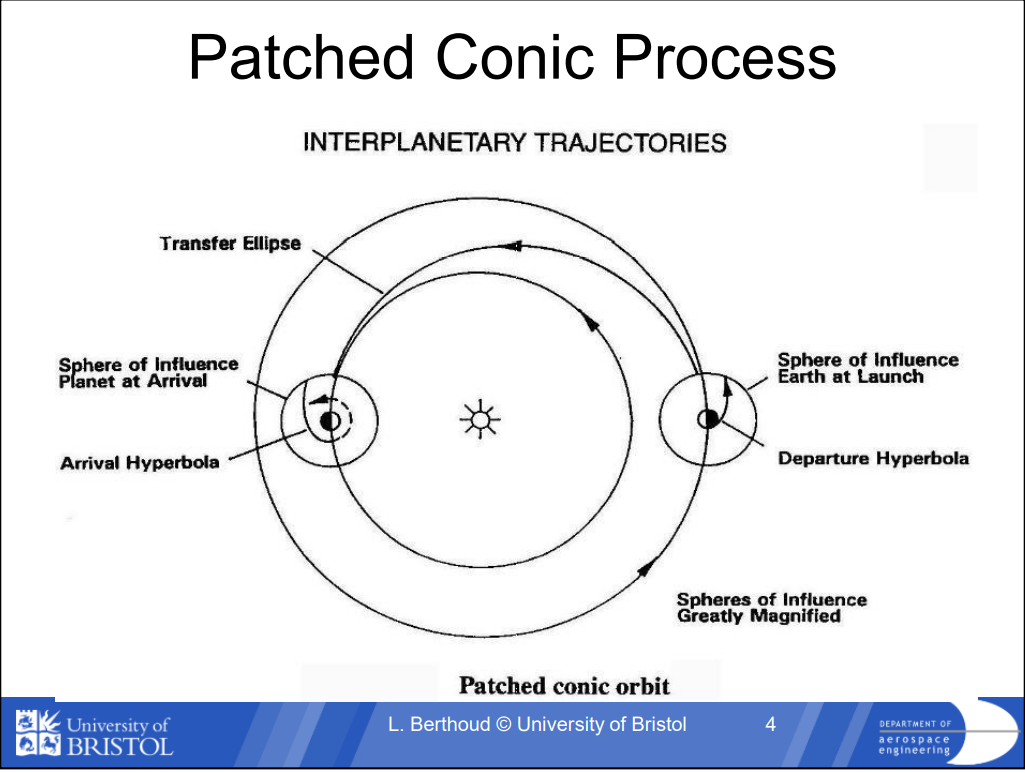 Patched Conic Process
INTERPLANETARY TRAJECTORIES
Transfer Ellipse
Sphere of Influence
Planet at Arrival
Sphere of Influence
Earth at Launch
Arrival Hyperbola
Departure Hyperbola
Spheres of Influence
Greatly Magnified
Patched conic orbit
University of
BRISTOL
L. Berthoud © University of Bristol
4
DEPARTMENT OF
aerospace
engineering